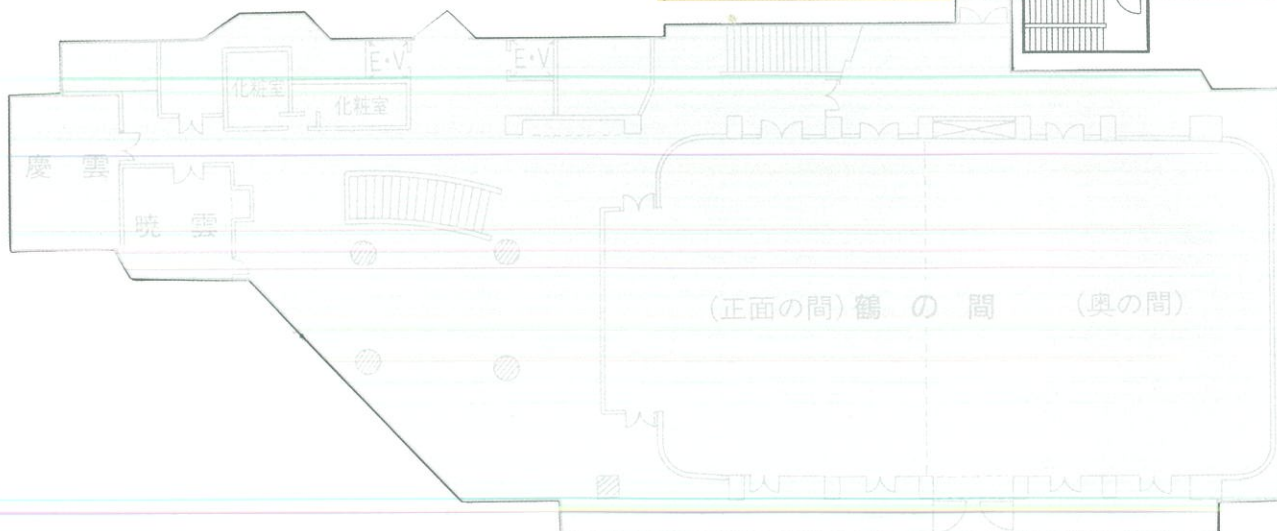 E・V
E・V
化粧室
化粧室
慶 雲
暁 雲
(正面の間) 鶴 の 間 (奥の間)